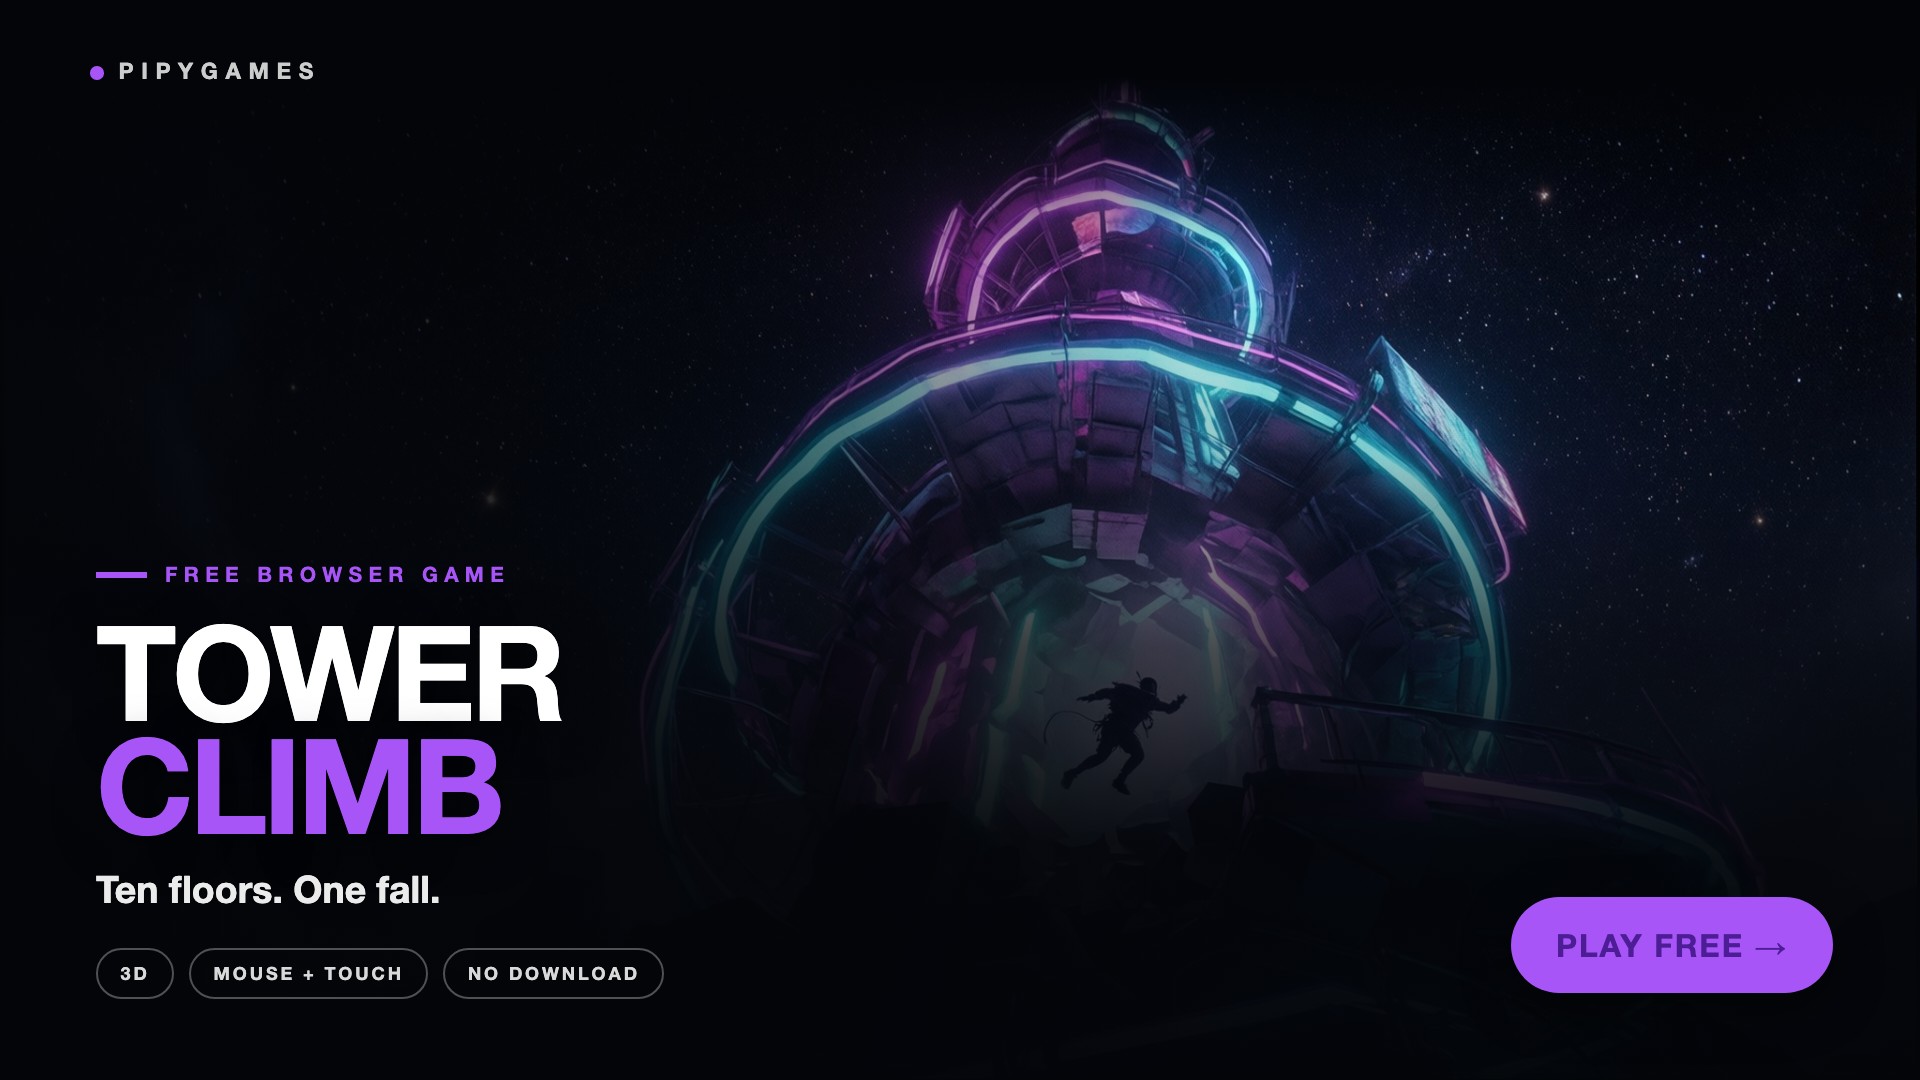 PIPYGAMES
FREE BROWSER GAME
TOWER
CLIMB
Ten floors. One fall.
3D
MOUSE + TOUCH
NO DOWNLOAD
PLAY FREE →